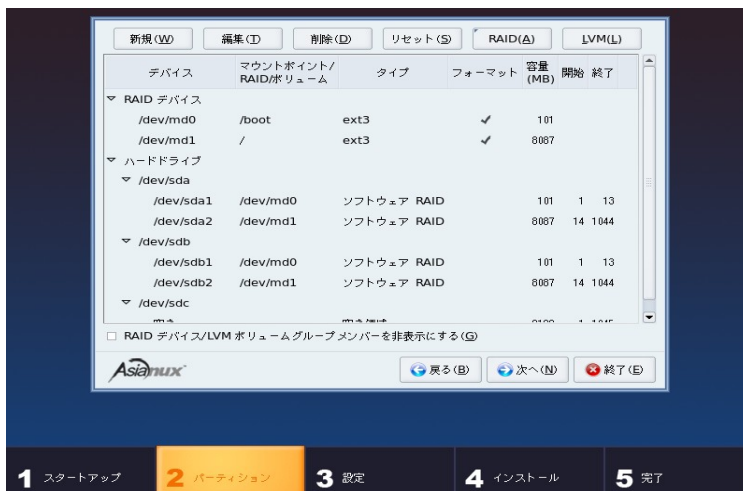 新規(W) 編集(T) 削除(D) リセット(S) RAID(A) LVM(L)
デバイス マウントポイント/RAID/ボリューム タイプ フォーマット 容量(MB) 開始 終了
RAID デバイス
/dev/md0 /boot ext3 ✓ 101
/dev/md1 / ext3 ✓ 8087
ハードドライブ
/dev/sda
/dev/sda1 /dev/md0 ソフトウェア RAID 101 1 13
/dev/sda2 /dev/md1 ソフトウェア RAID 8087 14 1044
/dev/sdb
/dev/sdb1 /dev/md0 ソフトウェア RAID 101 1 13
/dev/sdb2 /dev/md1 ソフトウェア RAID 8087 14 1044
/dev/sdc
RAID デバイス/LVM ボリュームグループメンバーを非表示にする(G)
Asianux
戻る(B) 次へ(N) 終了(E)
1 スタートアップ 2 パーティション 3 設定 4 インストール 5 完了